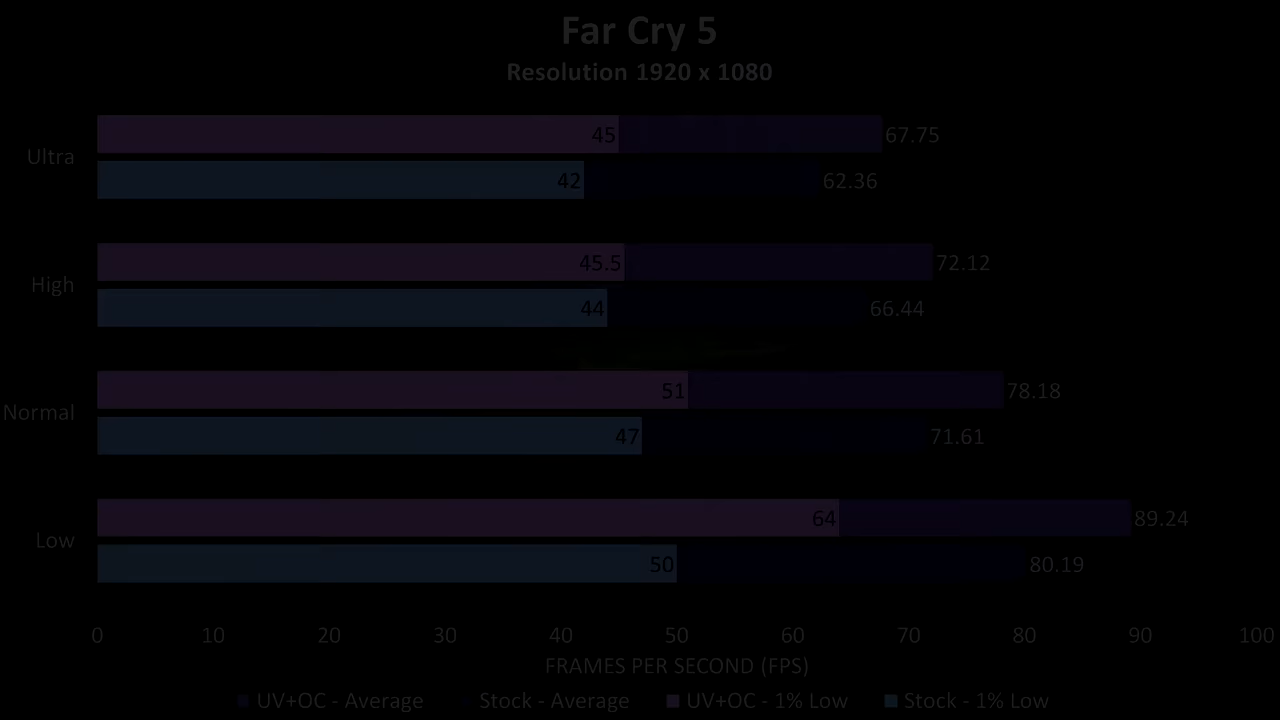 Far Cry 5
Resolution 1920 x 1080
Ultra
45 67.75
42 62.36
High
45.5 72.12
44 66.44
Normal
51 78.18
47 71.61
Low
64 89.24
50 80.19
0 10 20 30 40 50 60 70 80 90 100
FRAMES PER SECOND (FPS)
UV+OC - Average Stock - Average UV+OC - 1% Low Stock - 1% Low